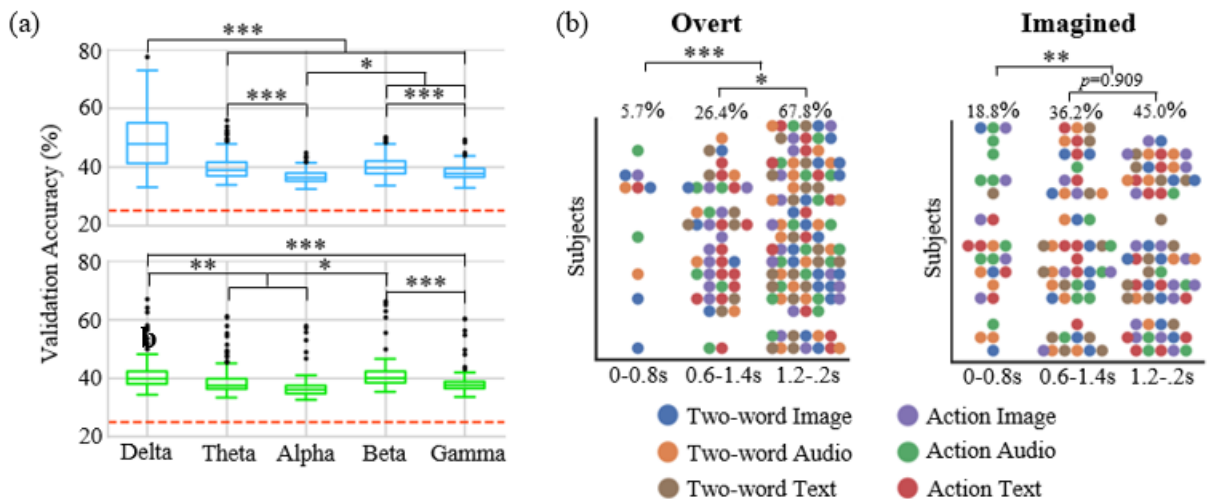 (a)
***
*
***
***
80
60
40
20
***
**
*
***
80
b
60
40
20
Validation Accuracy (%)
Delta Theta Alpha Beta Gamma
(b)
Overt
***
*
5.7% 26.4% 67.8%
Subjects
0-0.8s 0.6-1.4s 1.2-.2s
Imagined
**
p=0.909
18.8% 36.2% 45.0%
Subjects
0-0.8s 0.6-1.4s 1.2-.2s
Two-word Image
Two-word Audio
Two-word Text
Action Image
Action Audio
Action Text